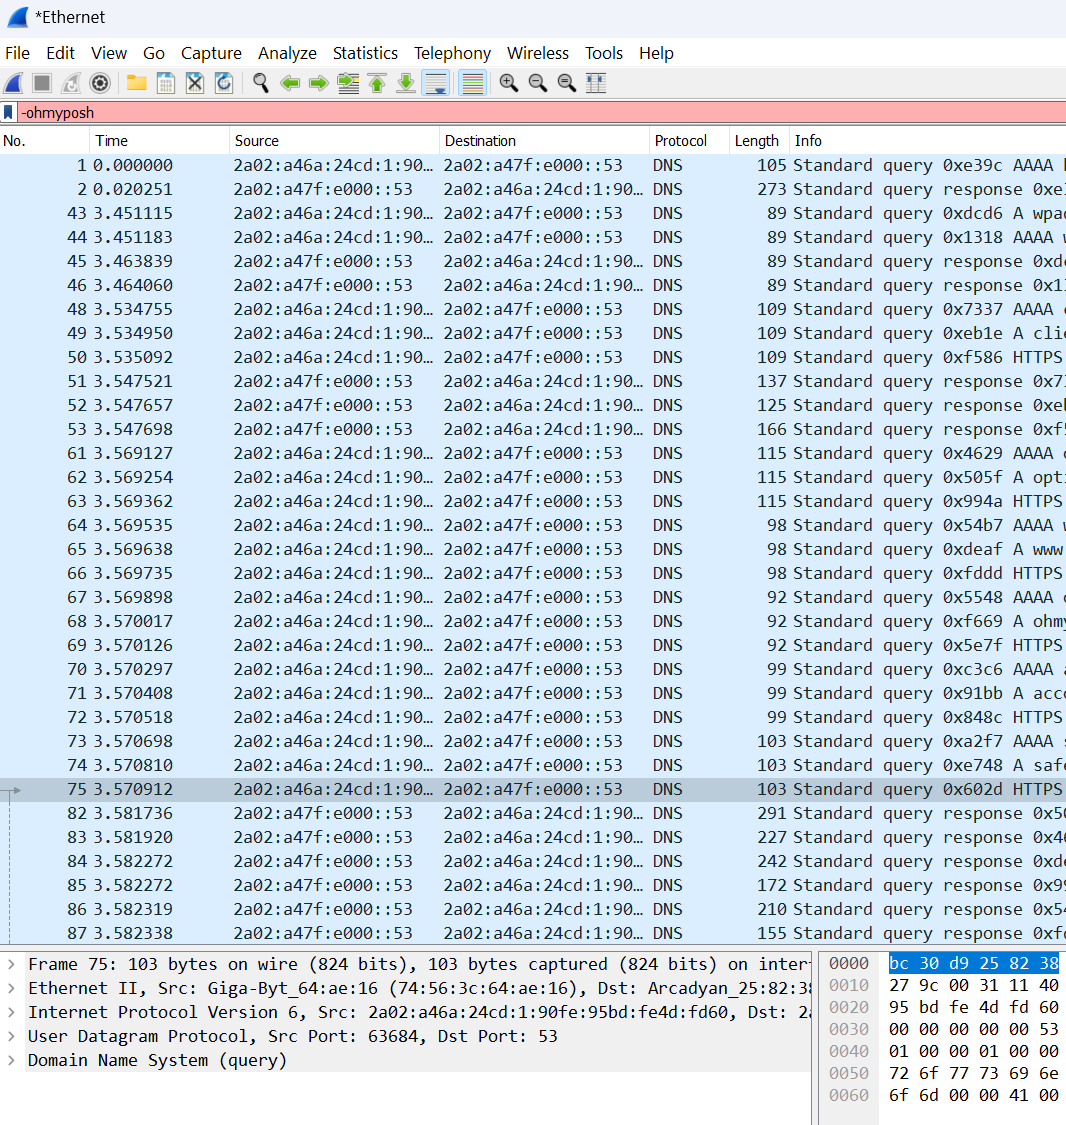 *Ethernet
File Edit View Go Capture Analyze Statistics Telephony Wireless Tools Help
-ohmyposh
No. Time Source Destination Protocol Length Info
1 0.000000 2a02:a46a:24cd:1:90… 2a02:a47f:e000::53 DNS 105 Standard query 0xe39c AAAA
2 0.020251 2a02:a47f:e000::53 2a02:a46a:24cd:1:90… DNS 273 Standard query response 0xe
43 3.451115 2a02:a46a:24cd:1:90… 2a02:a47f:e000::53 DNS 89 Standard query 0xdcd6 A wpa
44 3.451183 2a02:a46a:24cd:1:90… 2a02:a47f:e000::53 DNS 89 Standard query 0x1318 AAAA
45 3.463839 2a02:a47f:e000::53 2a02:a46a:24cd:1:90… DNS 89 Standard query response 0xd
46 3.464060 2a02:a47f:e000::53 2a02:a46a:24cd:1:90… DNS 89 Standard query response 0x1
48 3.534755 2a02:a46a:24cd:1:90… 2a02:a47f:e000::53 DNS 109 Standard query 0x7337 AAAA
49 3.534950 2a02:a46a:24cd:1:90… 2a02:a47f:e000::53 DNS 109 Standard query 0xeb1e A cli
50 3.535092 2a02:a46a:24cd:1:90… 2a02:a47f:e000::53 DNS 109 Standard query 0xf586 HTTPS
51 3.547521 2a02:a47f:e000::53 2a02:a46a:24cd:1:90… DNS 137 Standard query response 0x7
52 3.547657 2a02:a47f:e000::53 2a02:a46a:24cd:1:90… DNS 125 Standard query response 0xe
53 3.547698 2a02:a47f:e000::53 2a02:a46a:24cd:1:90… DNS 166 Standard query response 0xf
61 3.569127 2a02:a46a:24cd:1:90… 2a02:a47f:e000::53 DNS 115 Standard query 0x4629 AAAA
62 3.569254 2a02:a46a:24cd:1:90… 2a02:a47f:e000::53 DNS 115 Standard query 0x505f A opt
63 3.569362 2a02:a46a:24cd:1:90… 2a02:a47f:e000::53 DNS 115 Standard query 0x994a HTTPS
64 3.569535 2a02:a46a:24cd:1:90… 2a02:a47f:e000::53 DNS 98 Standard query 0x54b7 AAAA
65 3.569638 2a02:a46a:24cd:1:90… 2a02:a47f:e000::53 DNS 98 Standard query 0xdeaf A www
66 3.569735 2a02:a46a:24cd:1:90… 2a02:a47f:e000::53 DNS 98 Standard query 0xfddd HTTPS
67 3.569898 2a02:a46a:24cd:1:90… 2a02:a47f:e000::53 DNS 92 Standard query 0x5548 AAAA
68 3.570017 2a02:a46a:24cd:1:90… 2a02:a47f:e000::53 DNS 92 Standard query 0xf669 A ohm
69 3.570126 2a02:a46a:24cd:1:90… 2a02:a47f:e000::53 DNS 92 Standard query 0x5e7f HTTPS
70 3.570297 2a02:a46a:24cd:1:90… 2a02:a47f:e000::53 DNS 99 Standard query 0xc3c6 AAAA
71 3.570408 2a02:a46a:24cd:1:90… 2a02:a47f:e000::53 DNS 99 Standard query 0x91bb A acc
72 3.570518 2a02:a46a:24cd:1:90… 2a02:a47f:e000::53 DNS 99 Standard query 0x848c HTTPS
73 3.570698 2a02:a46a:24cd:1:90… 2a02:a47f:e000::53 DNS 103 Standard query 0xa2f7 AAAA
74 3.570810 2a02:a46a:24cd:1:90… 2a02:a47f:e000::53 DNS 103 Standard query 0xe748 A safe
75 3.570912 2a02:a46a:24cd:1:90… 2a02:a47f:e000::53 DNS 103 Standard query 0x602d HTTPS
82 3.581736 2a02:a47f:e000::53 2a02:a46a:24cd:1:90… DNS 291 Standard query response 0x5
83 3.581920 2a02:a47f:e000::53 2a02:a46a:24cd:1:90… DNS 227 Standard query response 0x4
84 3.582272 2a02:a47f:e000::53 2a02:a46a:24cd:1:90… DNS 242 Standard query response 0xd
85 3.582272 2a02:a47f:e000::53 2a02:a46a:24cd:1:90… DNS 172 Standard query response 0x9
86 3.582319 2a02:a47f:e000::53 2a02:a46a:24cd:1:90… DNS 210 Standard query response 0x5
87 3.582338 2a02:a47f:e000::53 2a02:a46a:24cd:1:90… DNS 155 Standard query response 0xf
Frame 75: 103 bytes on wire (824 bits), 103 bytes captured (824 bits) on inter
Ethernet II, Src: Giga-Byt_64:ae:16 (74:56:3c:64:ae:16), Dst: Arcadyan_25:82:38
Internet Protocol Version 6, Src: 2a02:a46a:24cd:1:90fe:95bd:fe4d:fd60, Dst: 2a
User Datagram Protocol, Src Port: 63684, Dst Port: 53
Domain Name System (query)
0000 bc 30 d9 25 82 38
0010 27 9c 00 31 11 40
0020 95 bd fe 4d fd 60
0030 00 00 00 00 00 53
0040 01 00 00 01 00 00
0050 72 6f 77 73 69 6e
0060 6f 6d 00 00 41 00